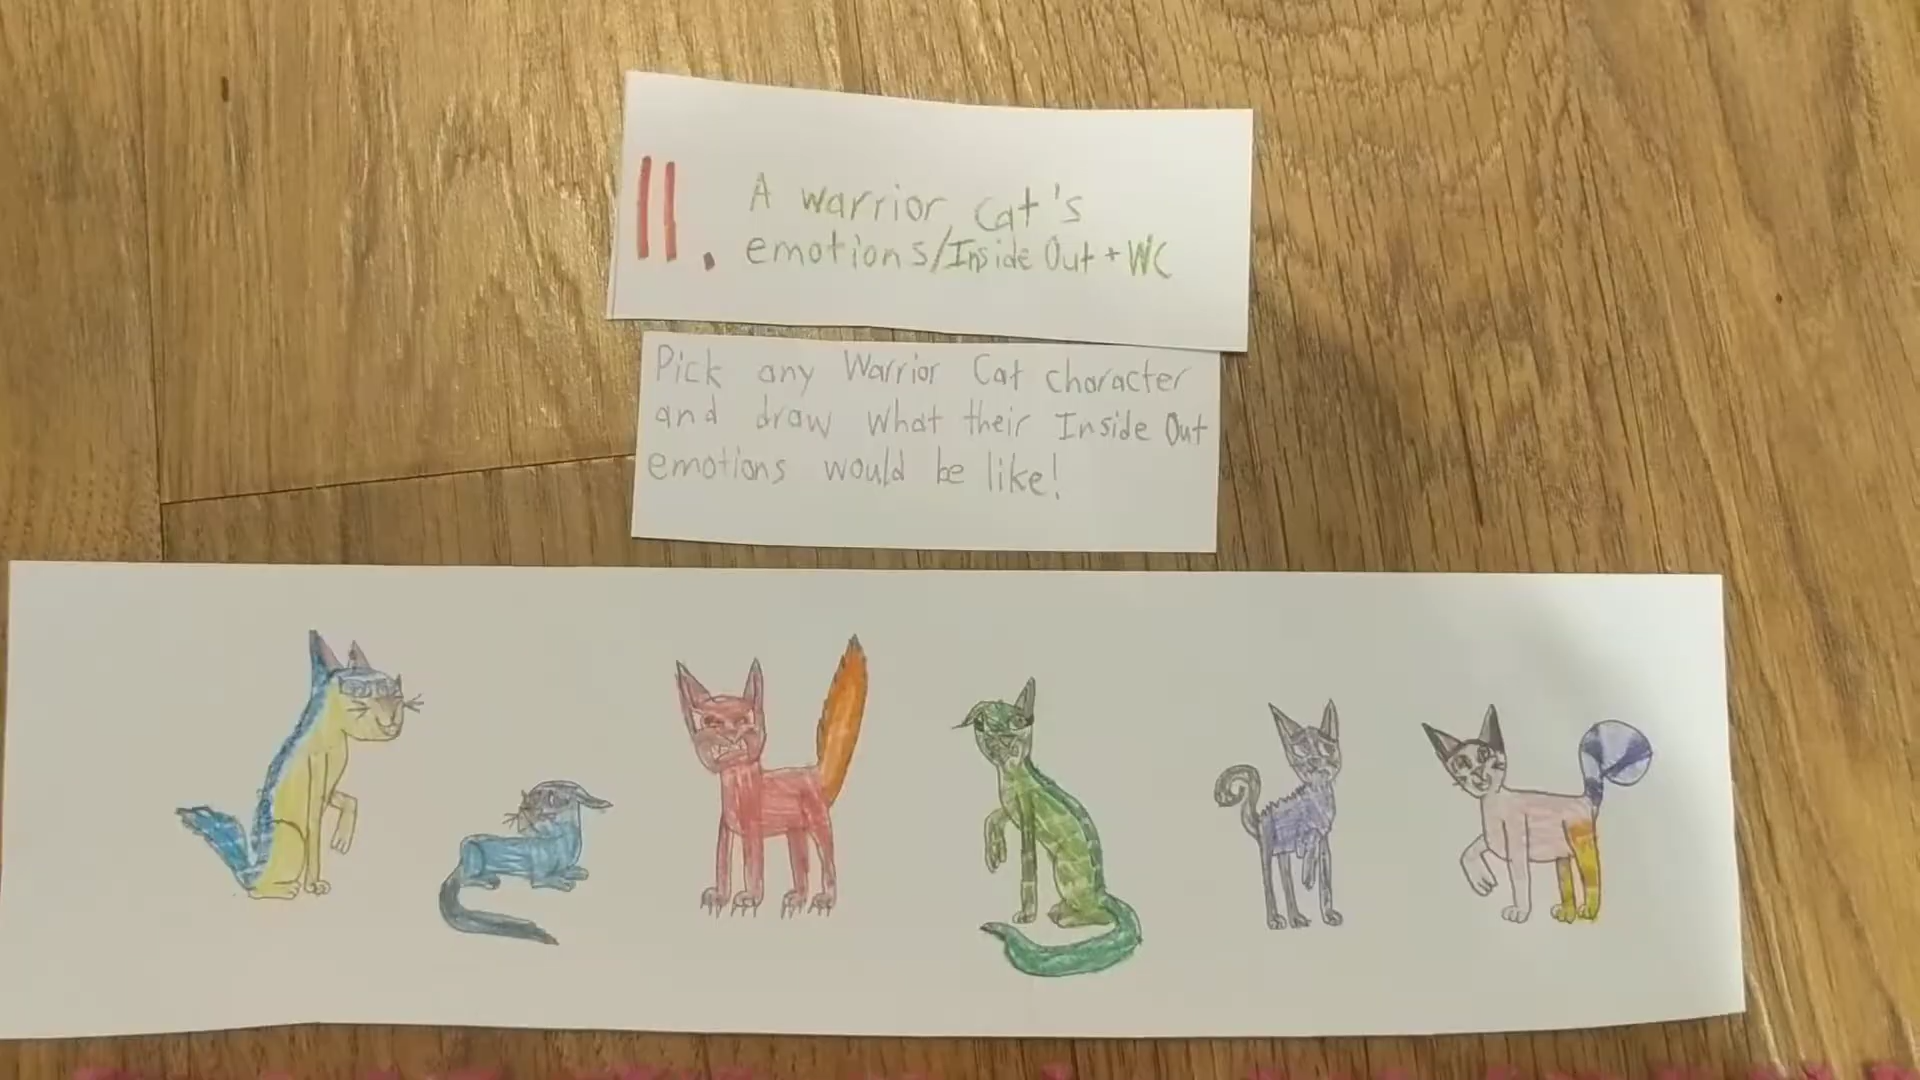 11. A warrior cat's
emotions/Inside Out + WC
Pick any Warrior Cat character
and draw what their Inside Out
emotions would be like!